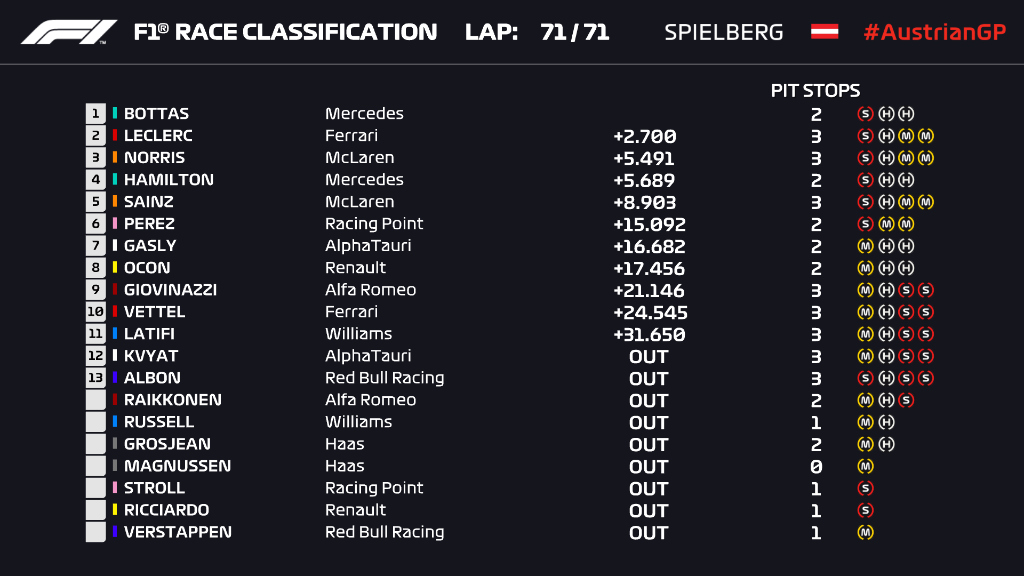 F1® RACE CLASSIFICATION LAP: 71/71 SPIELBERG #AustrianGP
PIT STOPS
1 BOTTAS Mercedes 2 S H H
2 LECLERC Ferrari +2.700 3 S H M M
3 NORRIS McLaren +5.491 3 S H M M
4 HAMILTON Mercedes +5.689 2 S H H
5 SAINZ McLaren +8.903 3 S H M M
6 PEREZ Racing Point +15.092 2 S M M
7 GASLY AlphaTauri +16.682 2 M H H
8 OCON Renault +17.456 2 M H H
9 GIOVINAZZI Alfa Romeo +21.146 3 M H S S
10 VETTEL Ferrari +24.545 3 M H S S
11 LATIFI Williams +31.650 3 M H S S
12 KVYAT AlphaTauri OUT 3 M H S S
13 ALBON Red Bull Racing OUT 3 S H S S
RAIKKONEN Alfa Romeo OUT 2 M H S
RUSSELL Williams OUT 1 M H
GROSJEAN Haas OUT 2 M H
MAGNUSSEN Haas OUT 0 M
STROLL Racing Point OUT 1 S
RICCIARDO Renault OUT 1 S
VERSTAPPEN Red Bull Racing OUT 1 M